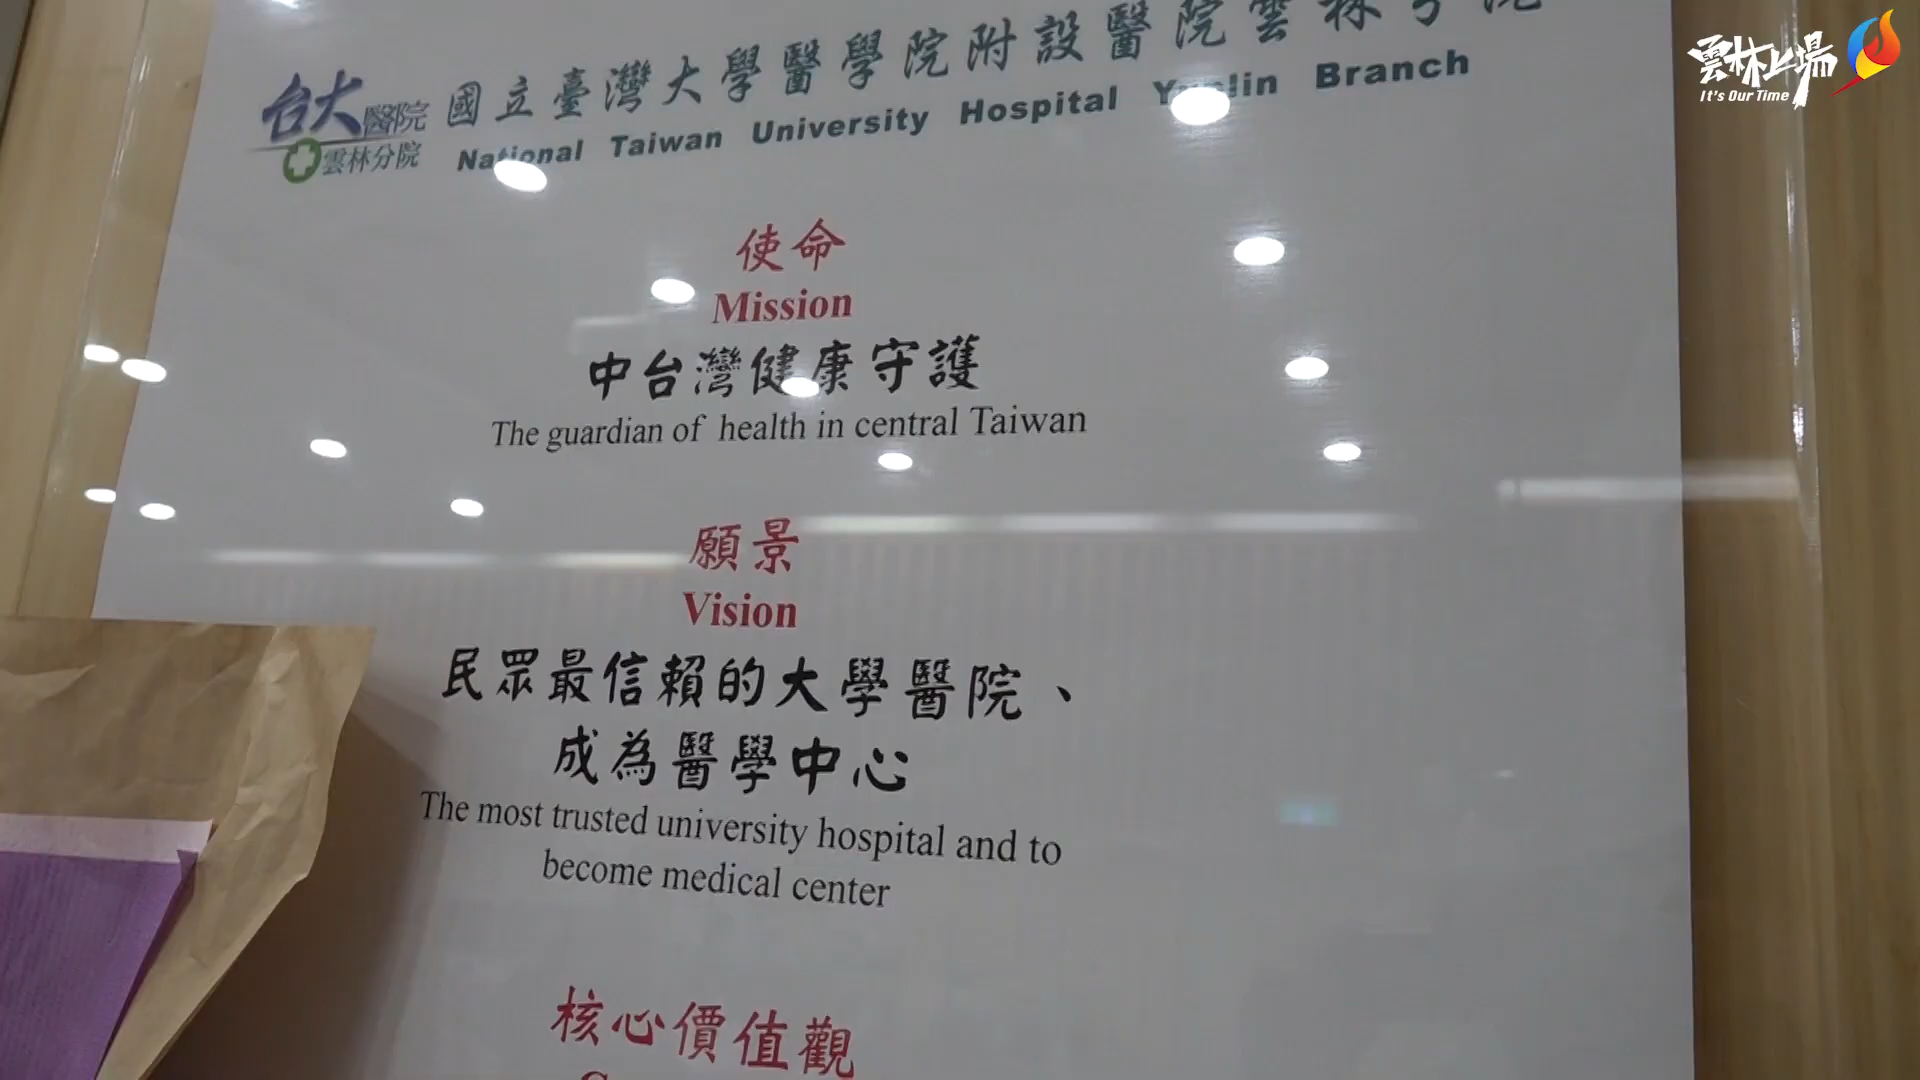 台大醫院
雲林分院
國立臺灣大學醫學院附設醫院雲林分院
National Taiwan University Hospital Yunlin Branch
雲林上場
It's Our Time
使命
Mission
中台灣健康守護
The guardian of health in central Taiwan
願景
Vision
民眾最信賴的大學醫院、
成為醫學中心
The most trusted university hospital and to
become medical center
核心價值觀